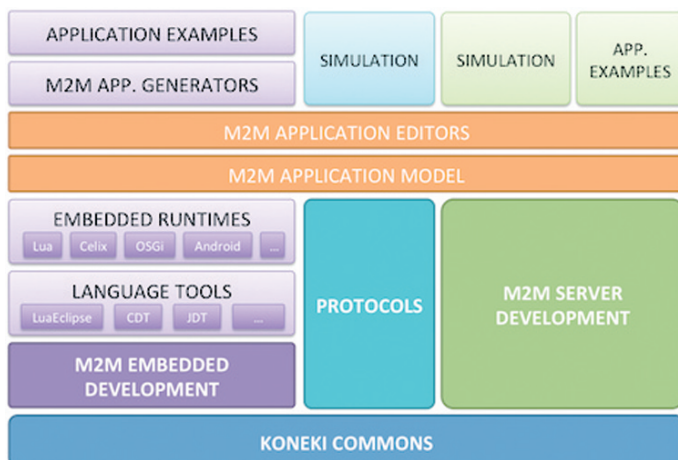 APPLICATION EXAMPLES
M2M APP. GENERATORS
SIMULATION
SIMULATION
APP.
EXAMPLES
M2M APPLICATION EDITORS
M2M APPLICATION MODEL
EMBEDDED RUNTIMES
Lua Celix OSGi Android ...
LANGUAGE TOOLS
LuaEclipse CDT JDT ...
M2M EMBEDDED
DEVELOPMENT
PROTOCOLS
M2M SERVER
DEVELOPMENT
KONEKI COMMONS